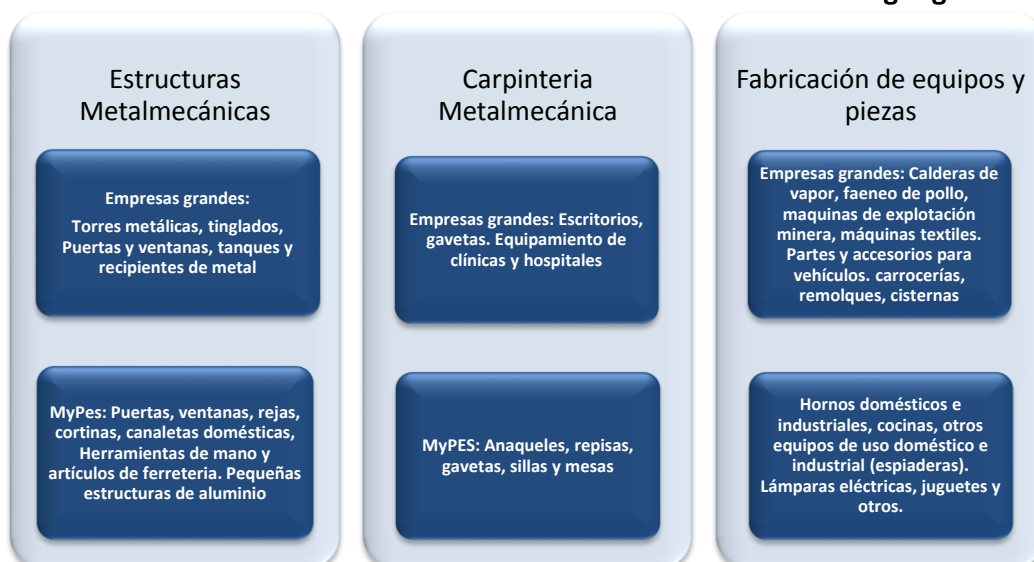 Estructuras
Metalmecánicas
Empresas grandes:
Torres metálicas, tinglados,
Puertas y ventanas, tanques y
recipientes de metal
MyPes: Puertas, ventanas, rejas,
cortinas, canaletas domésticas,
Herramientas de mano y
artículos de ferreteria. Pequeñas
estructuras de aluminio
Carpinteria
Metalmecánica
Empresas grandes: Escritorios,
gavetas. Equipamiento de
clínicas y hospitales
MyPES: Anaqueles, repisas,
gavetas, sillas y mesas
Fabricación de equipos y
piezas
Empresas grandes: Calderas de
vapor, faeneo de pollo,
maquinas de explotación
minera, máquinas textiles.
Partes y accesorios para
vehículos. carrocerías,
remolques, cisternas
Hornos domésticos e
industriales, cocinas, otros
equipos de uso doméstico e
industrial (espiaderas).
Lámparas eléctricas, juguetes y
otros.